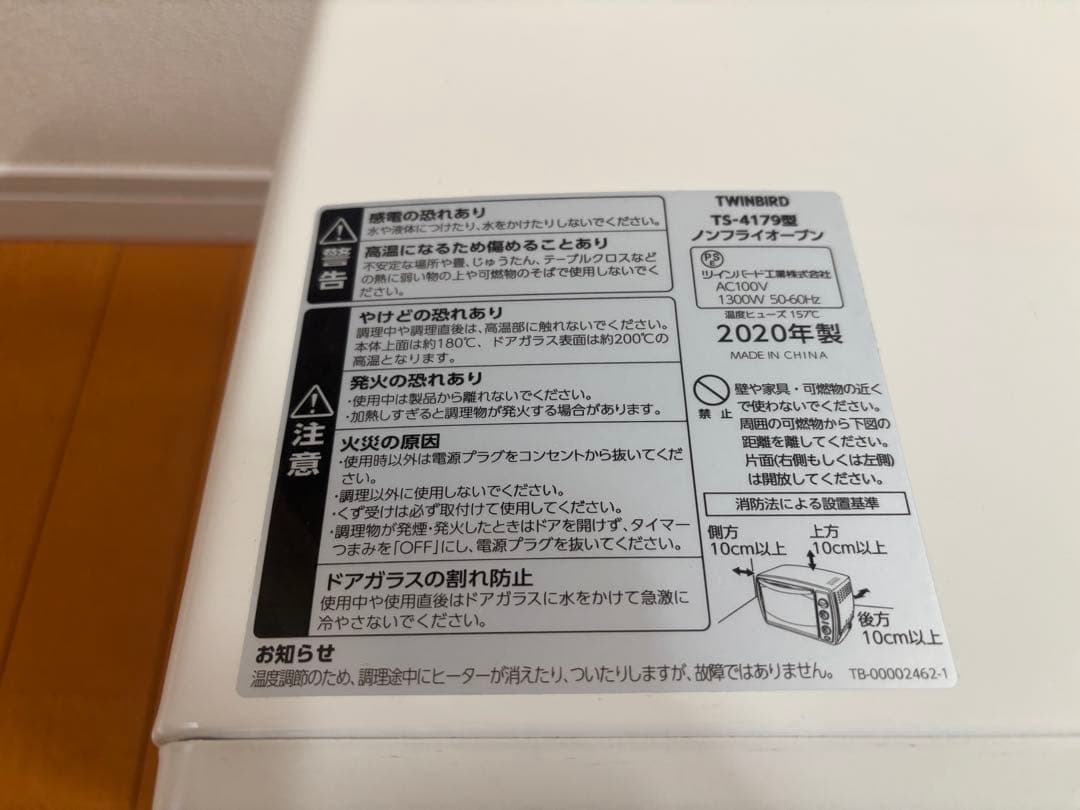 警告
感電の恐れあり
水や液体につけたり、水をかけたりしないでください。
高温になるため傷めることあり
不安定な場所や畳、じゅうたん、テーブルクロスなど
の熱に弱い物の上や可燃物のそばで使用しないでく
ださい。
注意
やけどの恐れあり
調理中や調理直後は、高温部に触れないでください。
本体上面は約180℃、ドアガラス表面は約200℃の
高温となります。
発火の恐れあり
・使用中は製品から離れないでください。
・加熱しすぎると調理物が発火する場合があります。
火災の原因
・使用時以外は電源プラグをコンセントから抜いてくだ
さい。
・調理以外に使用しないでください。
・くず受けは必ず取付けて使用してください。
・調理物が発煙・発火したときはドアを開けず、タイマー
つまみを「OFF」にし、電源プラグを抜いてください。
ドアガラスの割れ防止
使用中や使用直後はドアガラスに水をかけて急激に
冷やさないでください。
TWINBIRD
TS-4179型
ノンフライオーブン
PSE
ツインバード工業株式会社
AC100V
1300W 50-60Hz
温度ヒューズ 157℃
2020年製
MADE IN CHINA
禁止
壁や家具・可燃物の近く
で使わないでください。
周囲の可燃物から下図の
距離を離してください。
片面(右側もしくは左側)
は開放してください。
消防法による設置基準
側方
10cm以上
上方
10cm以上
後方
10cm以上
お知らせ
温度調節のため、調理途中にヒーターが消えたり、ついたりしますが、故障ではありません。
TB-00002462-1